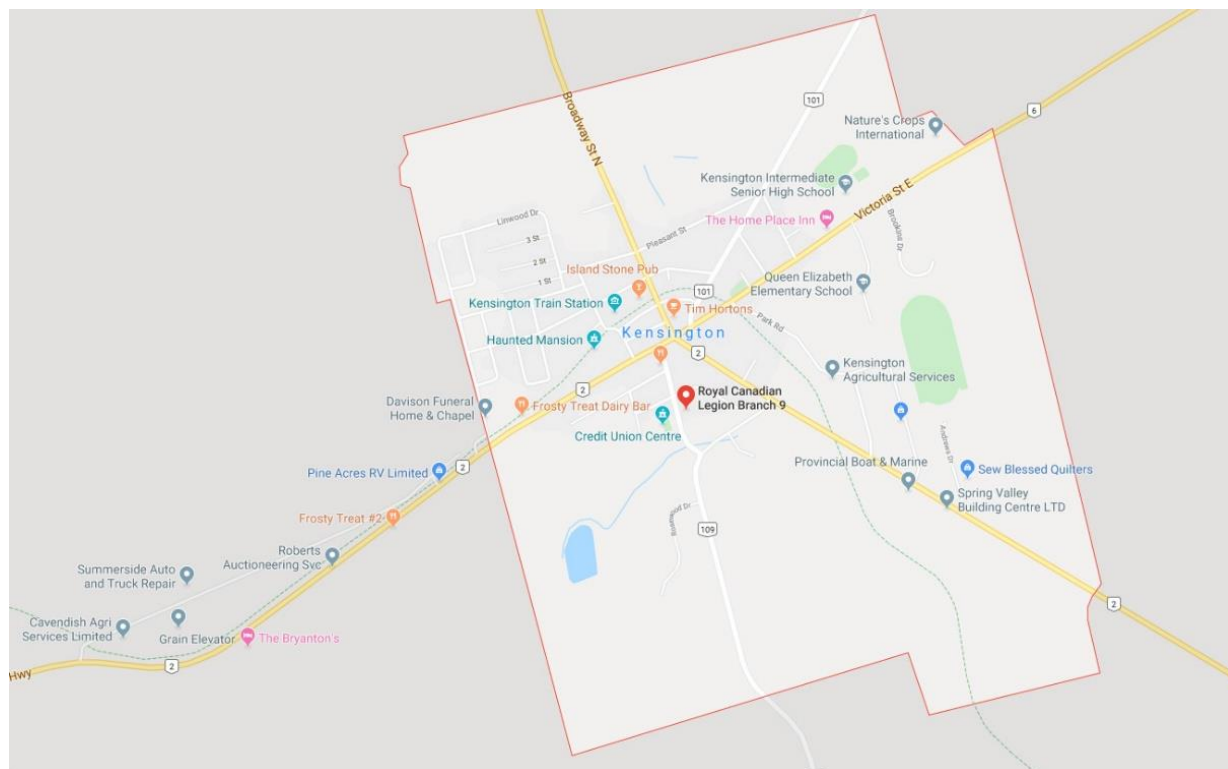 101
6
Nature's Crops
International
Broadway St N
Kensington Intermediate
Senior High School
Victoria St E
Linwood Dr
The Home Place Inn
Brookins Dr
3 St
Pleasant St
2 St
Island Stone Pub
1 St
Queen Elizabeth
Elementary School
101
Kensington Train Station
Tim Hortons
Park Rd
Kensington
Haunted Mansion
2
Kensington
Agricultural Services
2
Royal Canadian
Legion Branch 9
Davison Funeral
Home & Chapel
Frosty Treat Dairy Bar
Credit Union Centre
Andrews Dr
Provincial Boat & Marine
Pine Acres RV Limited
2
Sew Blessed Quilters
Spring Valley
Building Centre LTD
Frosty Treat #2
109
Roberts
Auctioneering Svc
Summerside Auto
and Truck Repair
2
Cavendish Agri
Services Limited
Grain Elevator
The Bryanton's
2
Hwy